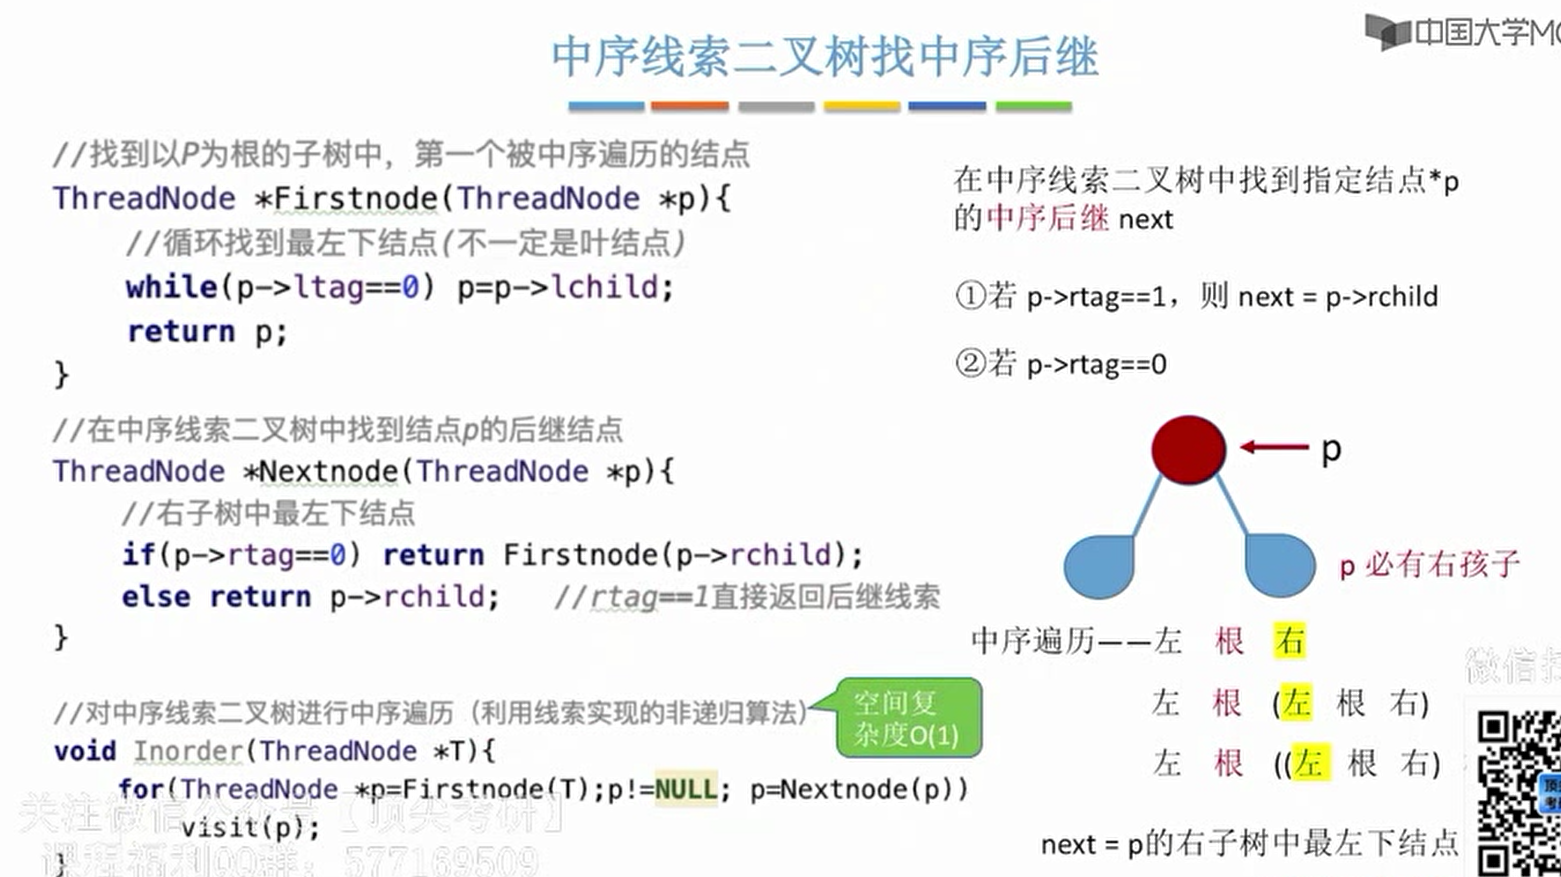 中序线索二叉树找中序后继
中国大学MO
//找到以P为根的子树中，第一个被中序遍历的结点
ThreadNode *Firstnode(ThreadNode *p){
//循环找到最左下结点(不一定是叶结点)
while(p->ltag==0) p=p->lchild;
return p;
}
//在中序线索二叉树中找到结点p的后继结点
ThreadNode *Nextnode(ThreadNode *p){
//右子树中最左下结点
if(p->rtag==0) return Firstnode(p->rchild);
else return p->rchild; //rtag==1直接返回后继线索
}
//对中序线索二叉树进行中序遍历（利用线索实现的非递归算法）
void Inorder(ThreadNode *T){
for(ThreadNode *p=Firstnode(T);p!=NULL; p=Nextnode(p))
visit(p);
}
空间复
杂度O(1)
在中序线索二叉树中找到指定结点*p
的中序后继 next
①若 p->rtag==1，则 next = p->rchild
②若 p->rtag==0
p
p 必有右孩子
中序遍历——左 根 右
左 根 (左 根 右)
左 根 ((左 根 右)
next = p的右子树中最左下结点
关注微信公众号【顶尖考研】
课程福利QQ群：577169509
微信扫
顶
考